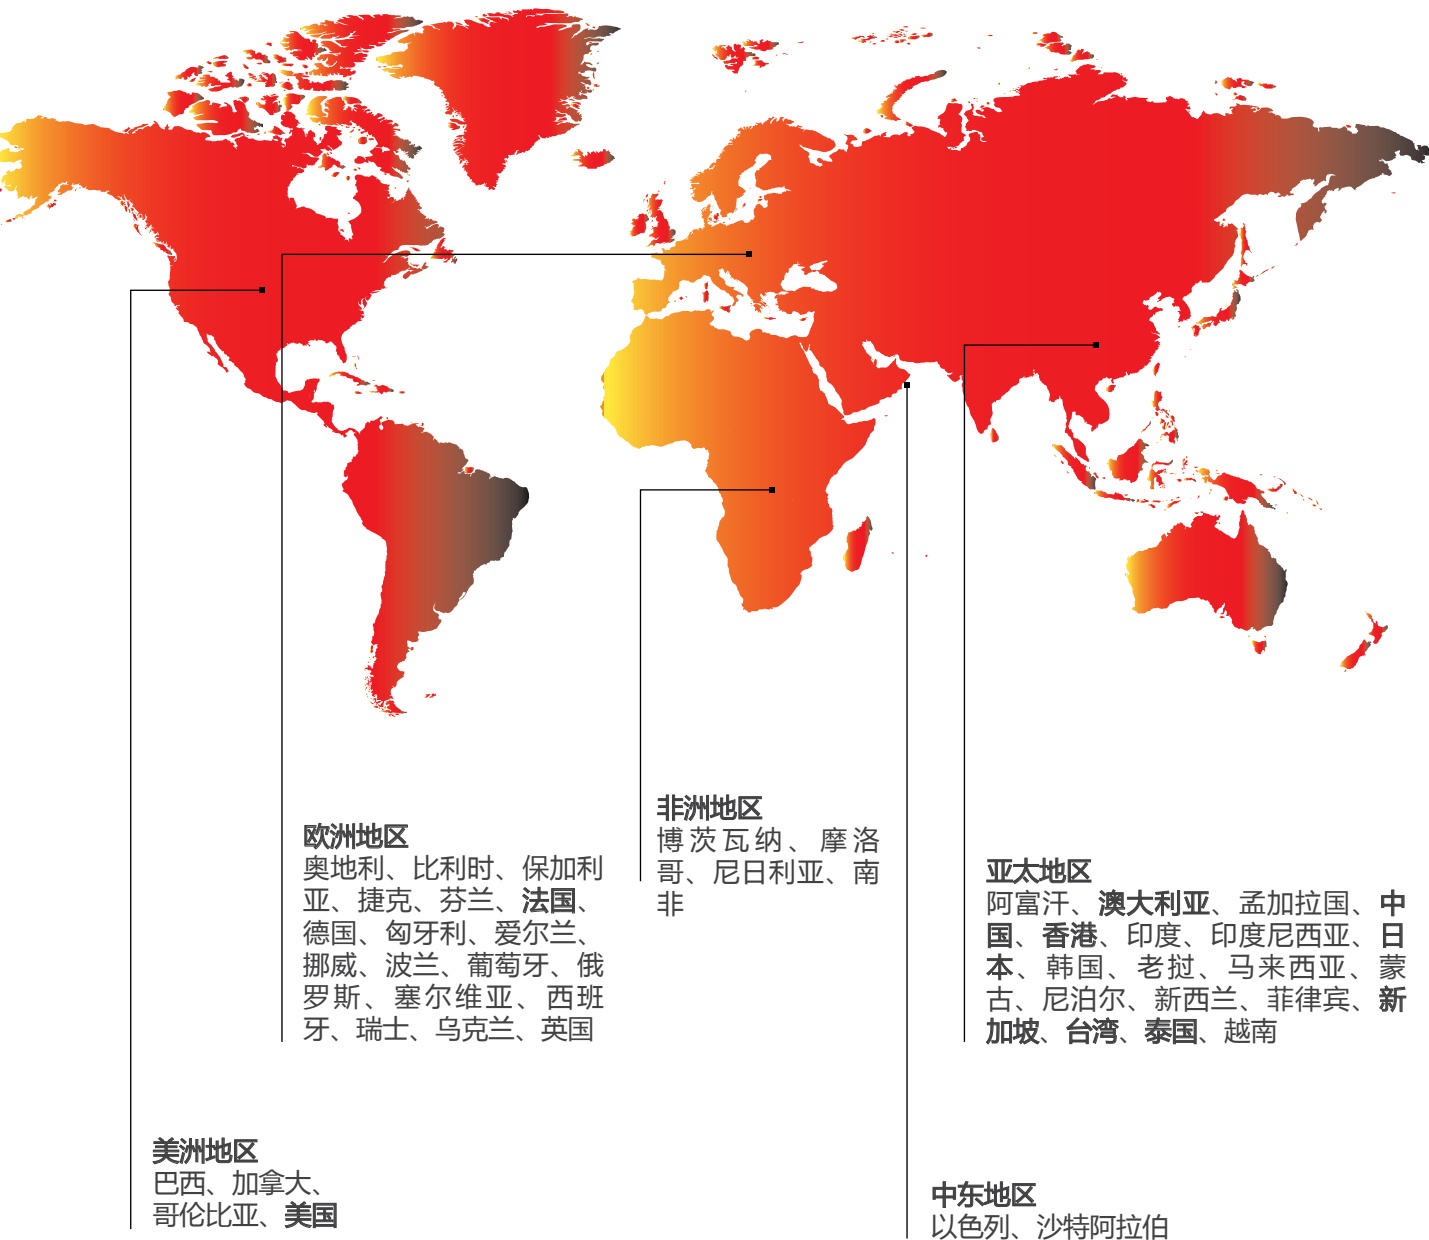 非洲地区
博茨瓦纳、摩洛
哥、尼日利亚、南
非
欧洲地区
奥地利、比利时、保加利
亚、捷克、芬兰、法国、
德国、匈牙利、爱尔兰、
挪威、波兰、葡萄牙、俄
罗斯、塞尔维亚、西班
牙、瑞士、乌克兰、英国
亚太地区
阿富汗、澳大利亚、孟加拉国、中
国、香港、印度、印度尼西亚、日
本、韩国、老挝、马来西亚、蒙
古、尼泊尔、新西兰、菲律宾、新
加坡、台湾、泰国、越南
美洲地区
巴西、加拿大、
哥伦比亚、美国
中东地区
以色列、沙特阿拉伯